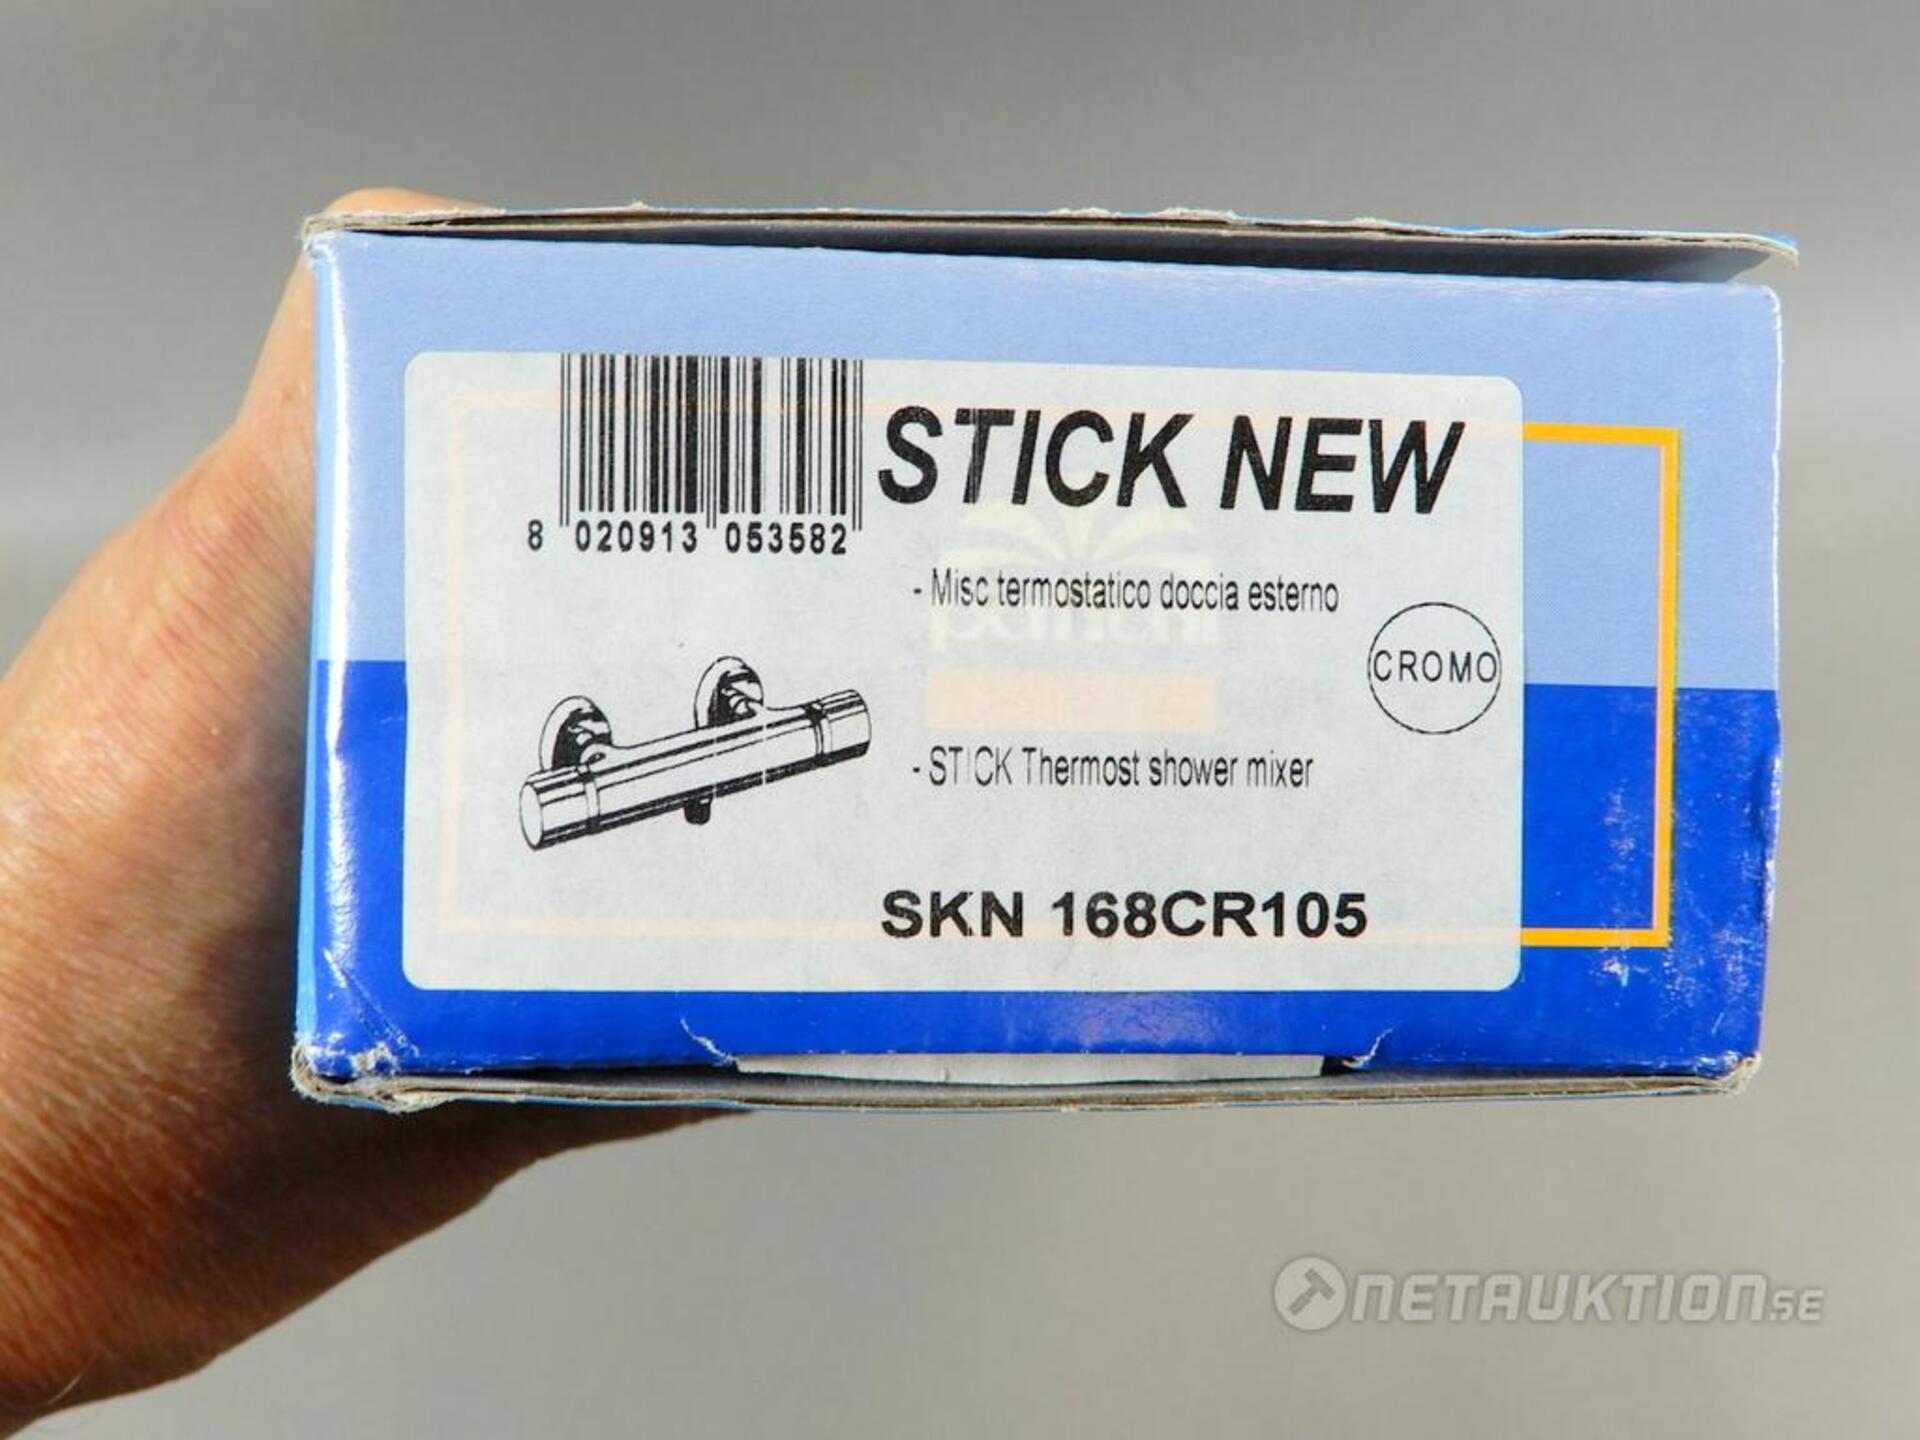 STICK NEW
8 020913 053582
- Misc termostatico doccia esterno
CROMO
- STICK Thermost shower mixer
SKN 168CR105
NETAUKTION.SE